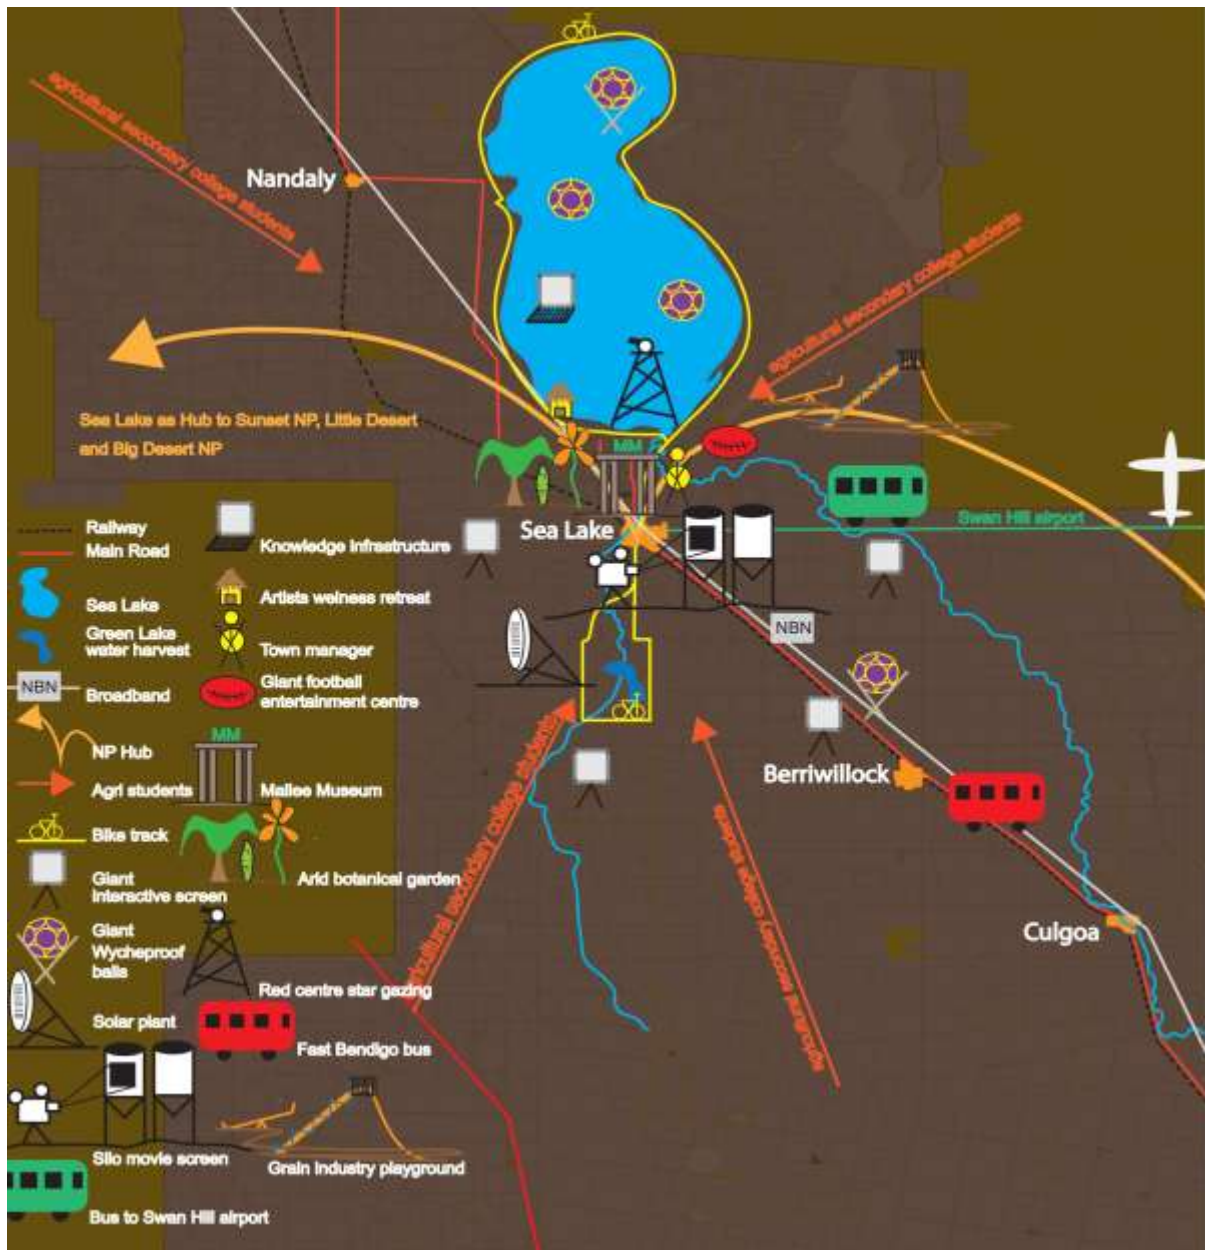 agricultural secondary college students
Nandaly
agricultural secondary college students
Sea Lake as Hub to Sunset NP, Little Desert
and Big Desert NP
MM
Sea Lake
Swan Hill airport
NBN
Berriwillock
Culgoa
agricultural secondary college students
agricultural secondary college students
Railway
Main Road
Sea Lake
Green Lake
water harvest
NBN
Broadband
NP Hub
Agri students
Bike track
Giant
interactive screen
Giant
Wycheproof
balls
Solar plant
Silo movie screen
Bus to Swan Hill airport
Knowledge infrastructure
Artists welness retreat
Town manager
Giant football
entertainment centre
MM
Mallee Museum
Arid botanical garden
Red centre star gazing
Fast Bendigo bus
Grain industry playground